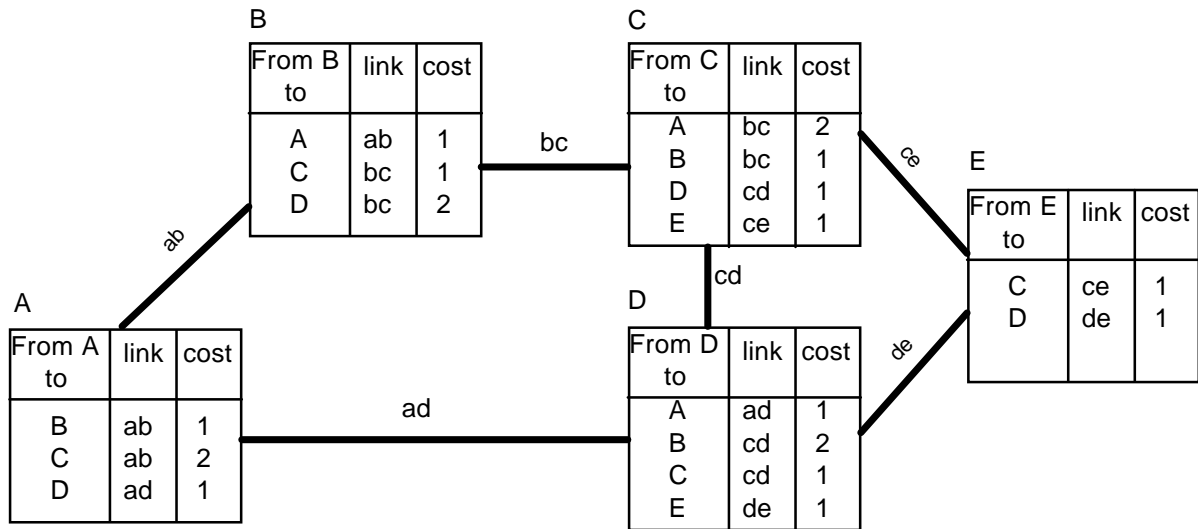 B
From B to link cost
A ab 1
C bc 1
D bc 2
bc
C
From C to link cost
A bc 2
B bc 1
D cd 1
E ce 1
ce
E
From E to link cost
C ce 1
D de 1
ab
cd
A
From A to link cost
B ab 1
C ab 2
D ad 1
ad
D
From D to link cost
A ad 1
B cd 2
C cd 1
E de 1
de